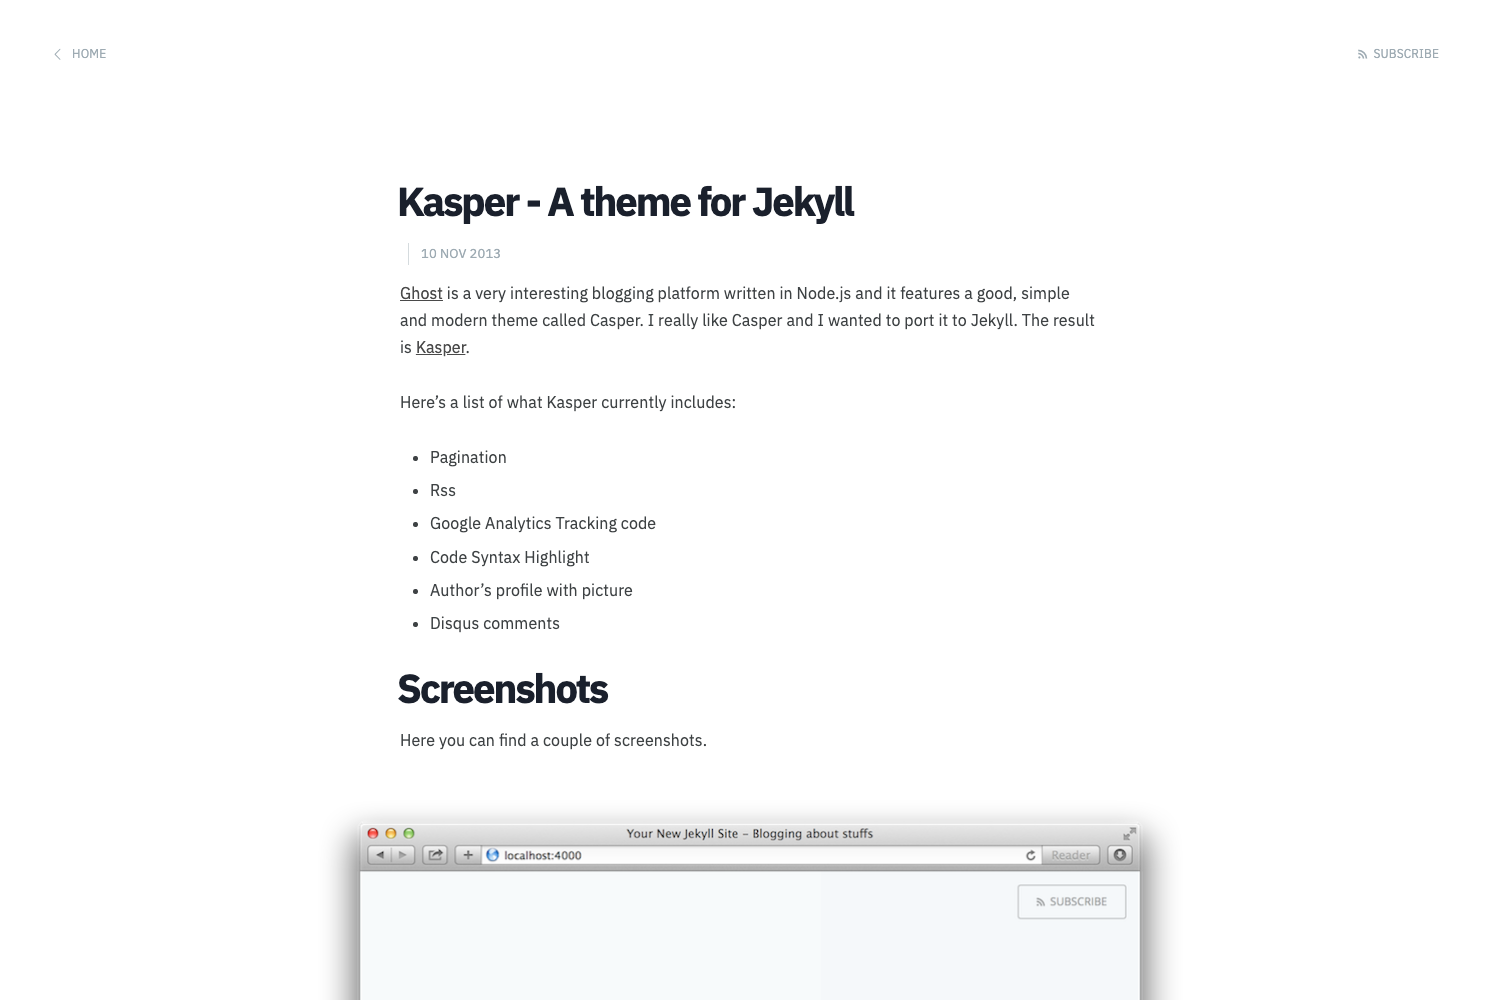 HOME
SUBSCRIBE
Kasper - A theme for Jekyll
10 NOV 2013
Ghost is a very interesting blogging platform written in Node.js and it features a good, simple
and modern theme called Casper. I really like Casper and I wanted to port it to Jekyll. The result
is Kasper.
Here’s a list of what Kasper currently includes:
• Pagination
• Rss
• Google Analytics Tracking code
• Code Syntax Highlight
• Author’s profile with picture
• Disqus comments
Screenshots
Here you can find a couple of screenshots.
Your New Jekyll Site – Blogging about stuffs
localhost:4000
Reader
SUBSCRIBE